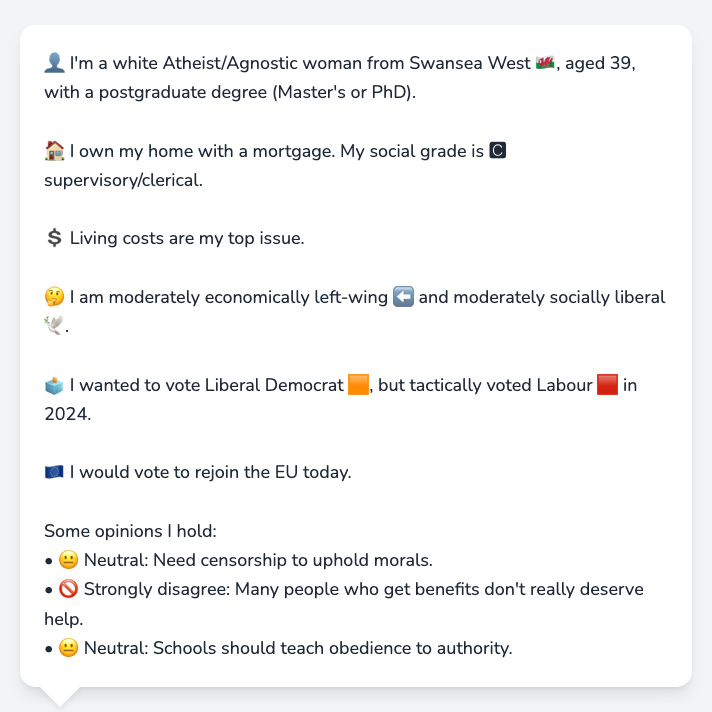 👤 I'm a white Atheist/Agnostic woman from Swansea West 🏴󠁧󠁢󠁷󠁬󠁳󠁿, aged 39,
with a postgraduate degree (Master's or PhD).
🏠 I own my home with a mortgage. My social grade is 🅲
supervisory/clerical.
💲 Living costs are my top issue.
🤔 I am moderately economically left-wing ⬅️ and moderately socially liberal
🕊️.
🗳️ I wanted to vote Liberal Democrat 🟧, but tactically voted Labour 🟥 in
2024.
🇪🇺 I would vote to rejoin the EU today.
Some opinions I hold:
• 😐 Neutral: Need censorship to uphold morals.
• 🚫 Strongly disagree: Many people who get benefits don't really deserve
help.
• 😐 Neutral: Schools should teach obedience to authority.